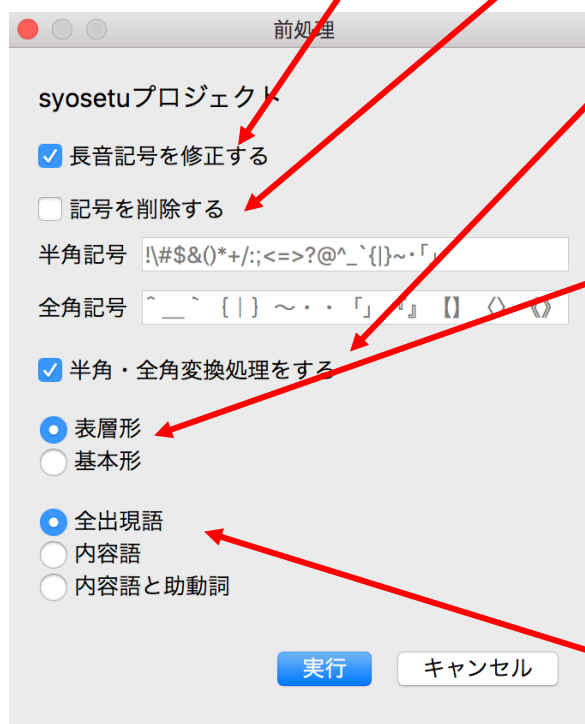 前処理
syosetuプロジェクト
長音記号を修正する
記号を削除する
半角記号 !\#$&()*+/:;<=>?@^_`{|}~･｢｣
全角記号 ＾＿｀｛｜｝～・・「」『』【】〈〉《》
半角・全角変換処理をする
表層形
基本形
全出現語
内容語
内容語と助動詞
実行 キャンセル